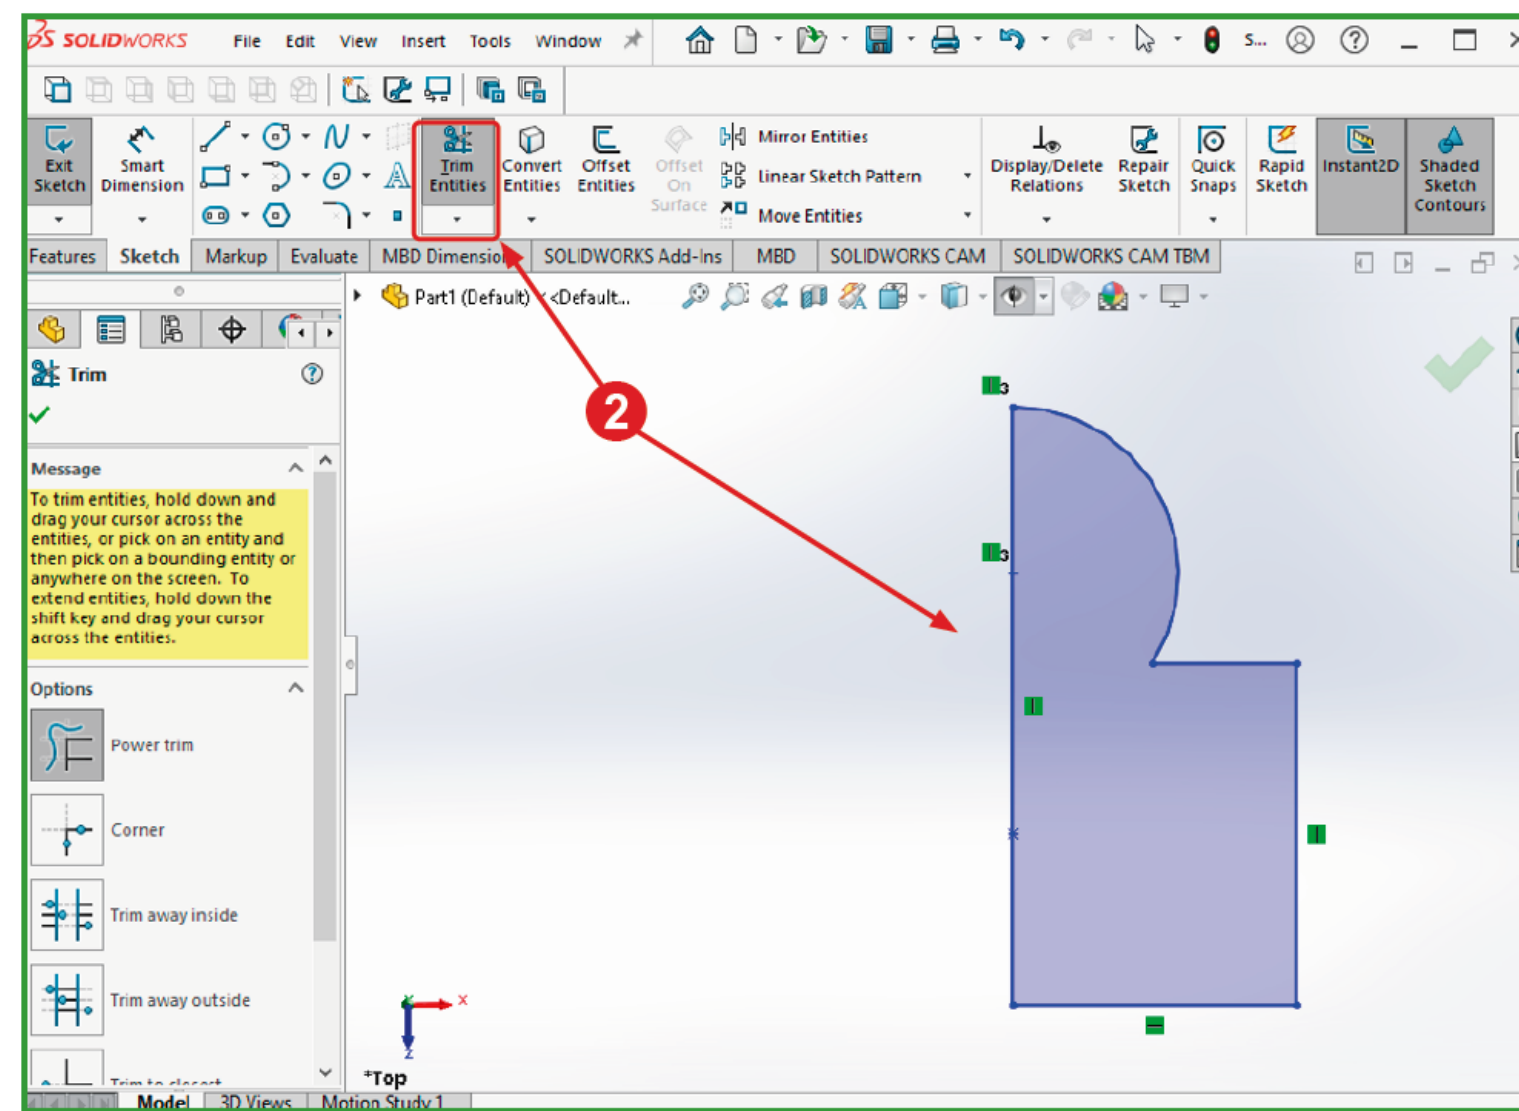 SOLIDWORKS File Edit View Insert Tools Window S...
Exit Sketch
Smart Dimension
Trim Entities
Convert Entities
Offset Entities
Offset On Surface
Mirror Entities
Linear Sketch Pattern
Move Entities
Display/Delete Relations
Repair Sketch
Quick Snaps
Rapid Sketch
Instant2D
Shaded Sketch Contours
Features Sketch Markup Evaluate MBD Dimension SOLIDWORKS Add-Ins MBD SOLIDWORKS CAM SOLIDWORKS CAM TBM
Part1 (Default) <<Default...
Trim
2
3
3
Message
To trim entities, hold down and
drag your cursor across the
entities, or pick on an entity and
then pick on a bounding entity or
anywhere on the screen. To
extend entities, hold down the
shift key and drag your cursor
across the entities.
Options
Power trim
Corner
Trim away inside
Trim away outside
Trim to closest
X
Z
*Top
Model 3D Views Motion Study 1